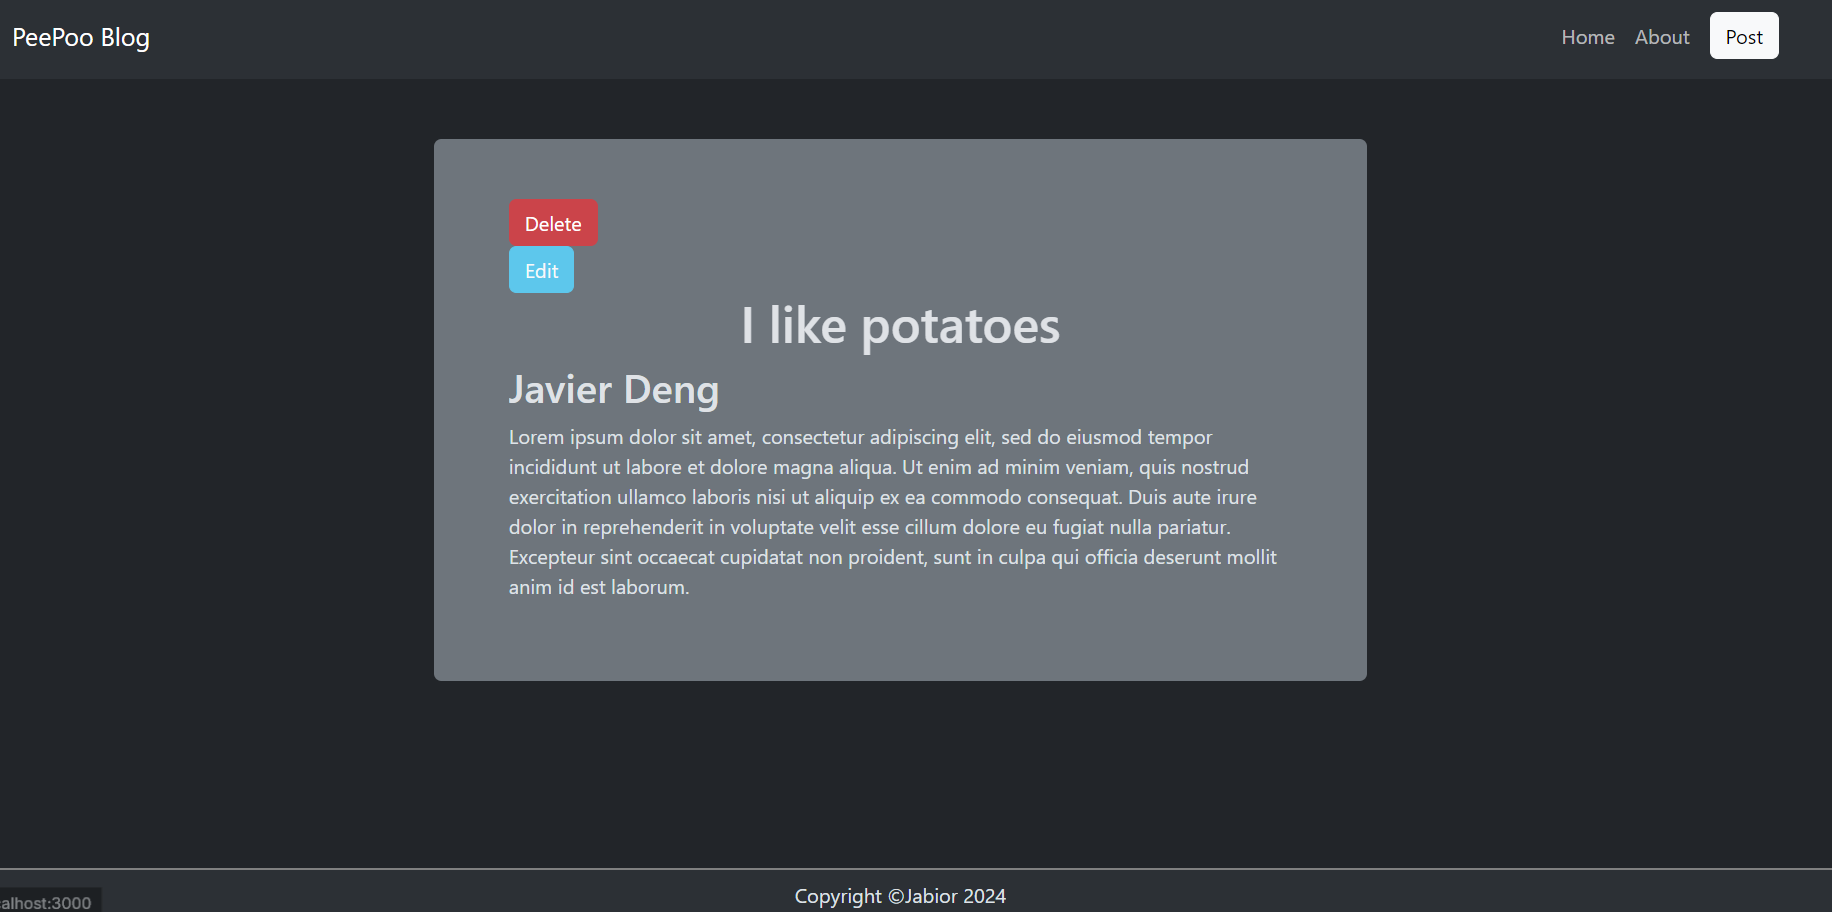 PeePoo Blog
Home About Post
Delete
Edit
I like potatoes
Javier Deng
Lorem ipsum dolor sit amet, consectetur adipiscing elit, sed do eiusmod tempor
incididunt ut labore et dolore magna aliqua. Ut enim ad minim veniam, quis nostrud
exercitation ullamco laboris nisi ut aliquip ex ea commodo consequat. Duis aute irure
dolor in reprehenderit in voluptate velit esse cillum dolore eu fugiat nulla pariatur.
Excepteur sint occaecat cupidatat non proident, sunt in culpa qui officia deserunt mollit
anim id est laborum.
Copyright ©Jabior 2024
alhost:3000